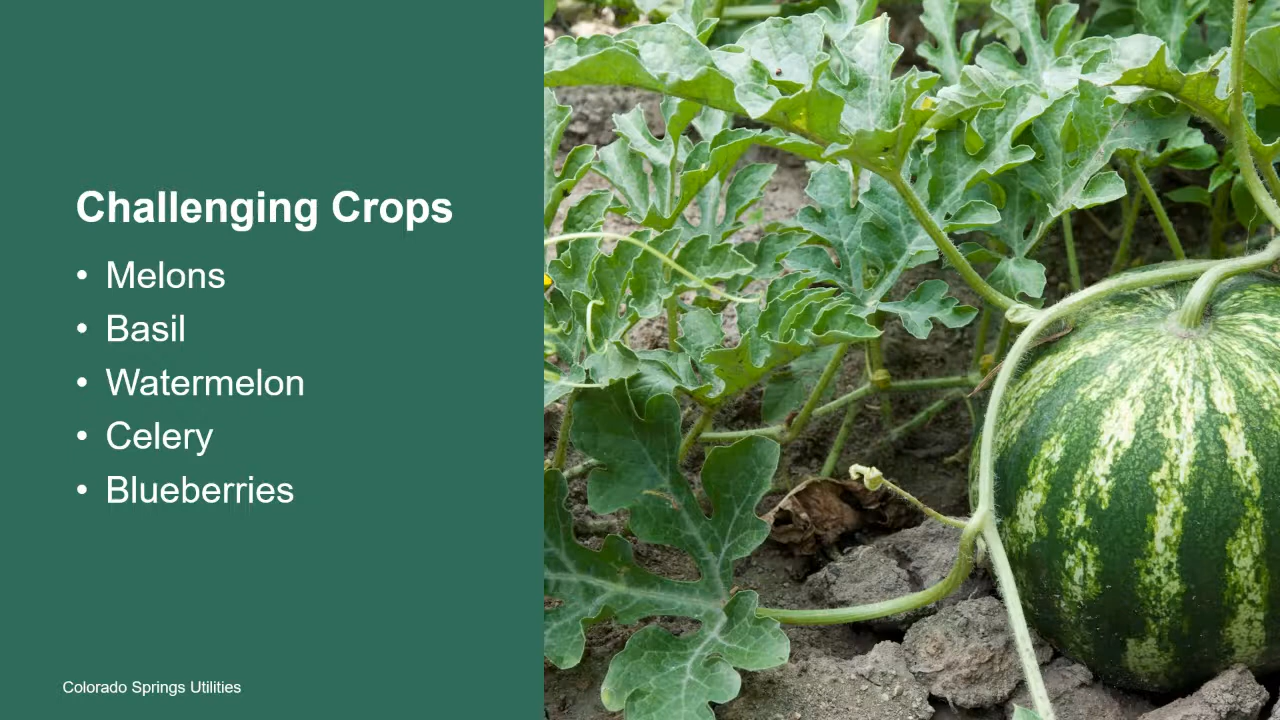 Challenging Crops
• Melons
• Basil
• Watermelon
• Celery
• Blueberries
Colorado Springs Utilities